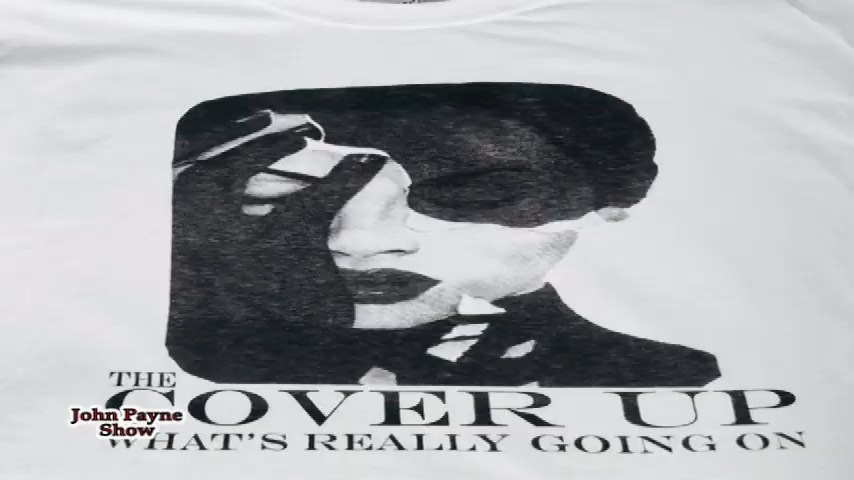 THE
COVER UP
John Payne
Show
WHAT'S REALLY GOING ON